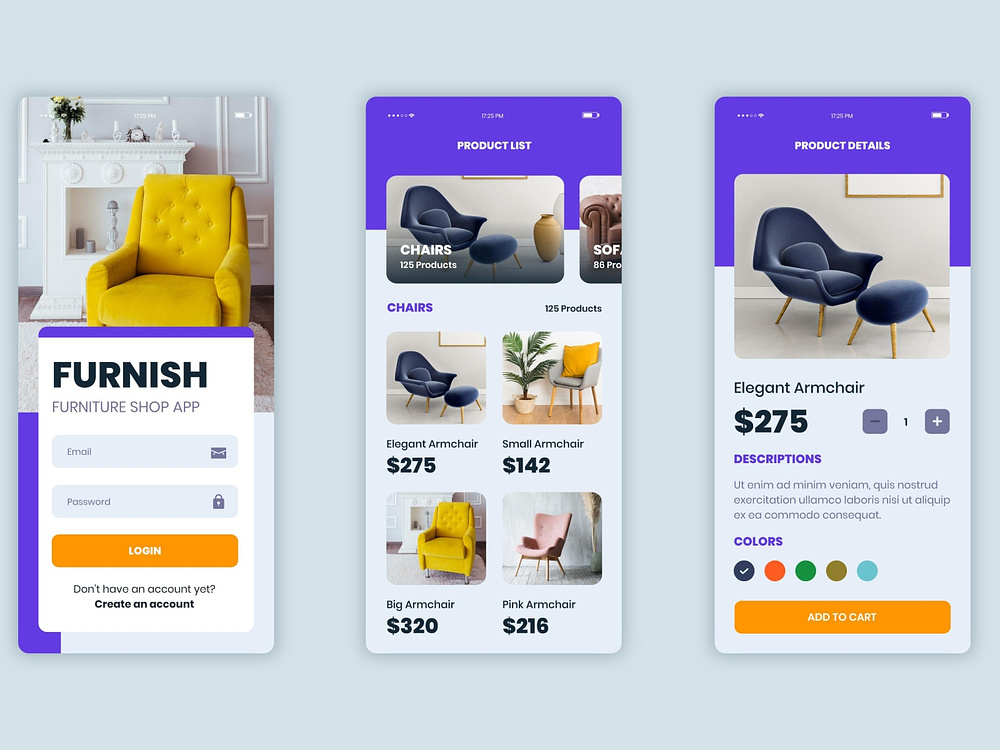 17:25 PM
FURNISH
FURNITURE SHOP APP
Email
Password
LOGIN
Don't have an account yet?
Create an account
17:25 PM
PRODUCT LIST
CHAIRS
125 Products
SOFA
86 Pro
CHAIRS
125 Products
Elegant Armchair
$275
Small Armchair
$142
Big Armchair
$320
Pink Armchair
$216
17:25 PM
PRODUCT DETAILS
Elegant Armchair
$275
1
DESCRIPTIONS
Ut enim ad minim veniam, quis nostrud
exercitation ullamco laboris nisi ut aliquip
ex ea commodo consequat.
COLORS
ADD TO CART